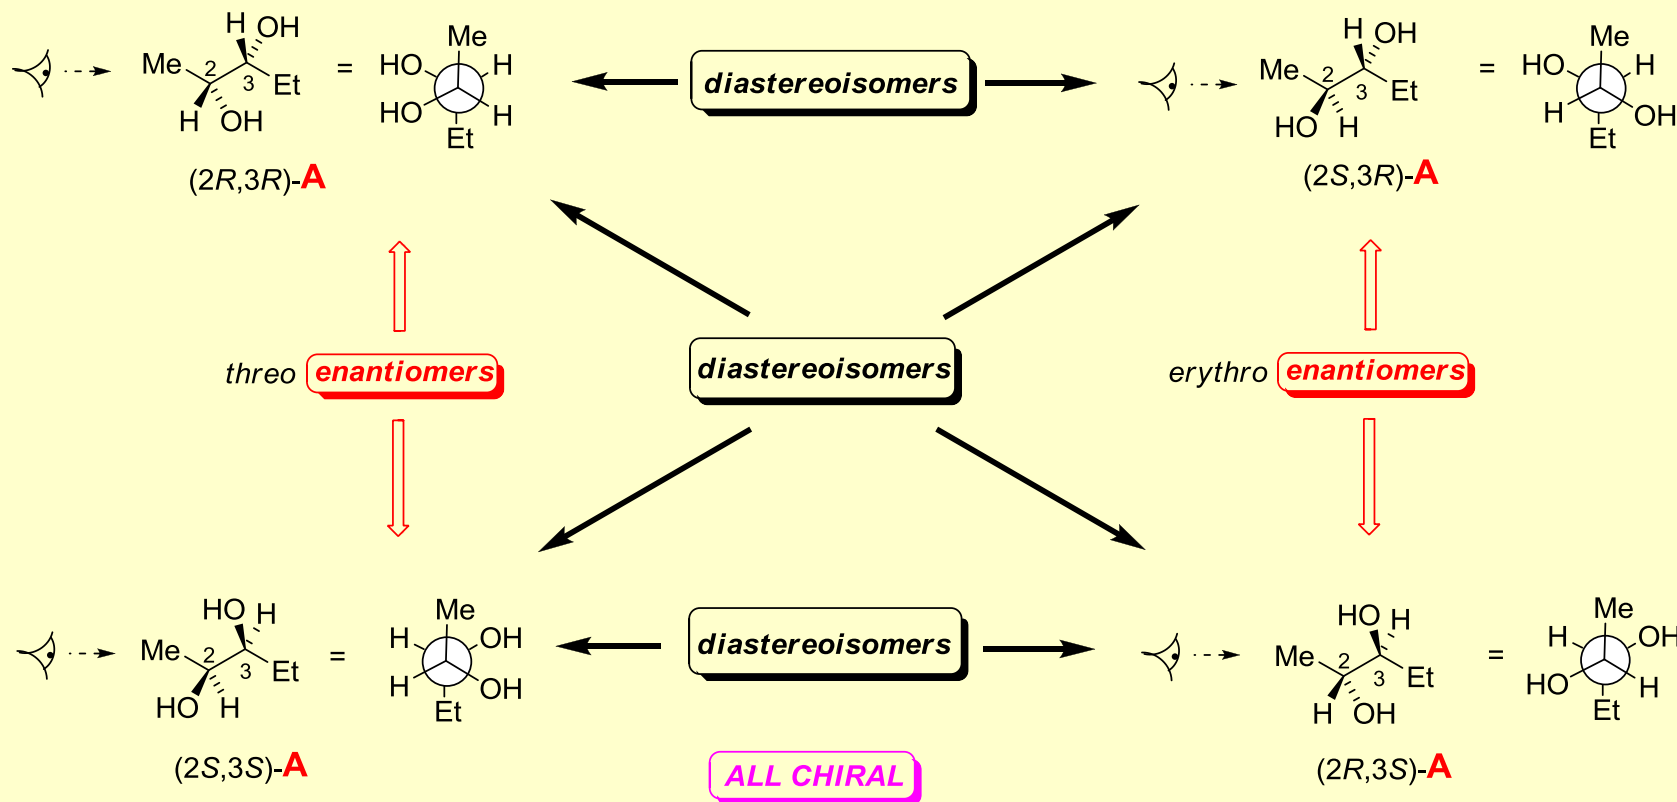 H OH
Me 2 3 Et
H OH
=
Me
HO H
HO H
Et
(2R,3R)-A
diastereoisomers
H OH
Me 2 3 Et
HO H
=
Me
HO H
H OH
Et
(2S,3R)-A
threo enantiomers
diastereoisomers
erythro enantiomers
HO H
Me 2 3 Et
HO H
=
Me
H OH
H OH
Et
(2S,3S)-A
diastereoisomers
HO H
Me 2 3 Et
H OH
=
Me
H OH
HO H
Et
(2R,3S)-A
ALL CHIRAL